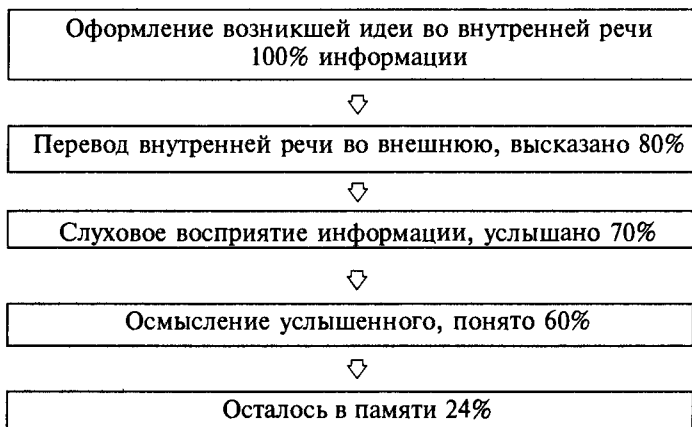 Оформление возникшей идеи во внутренней речи
100% информации
Перевод внутренней речи во внешнюю, высказано 80%
Слуховое восприятие информации, услышано 70%
Осмысление услышенного, понято 60%
Осталось в памяти 24%